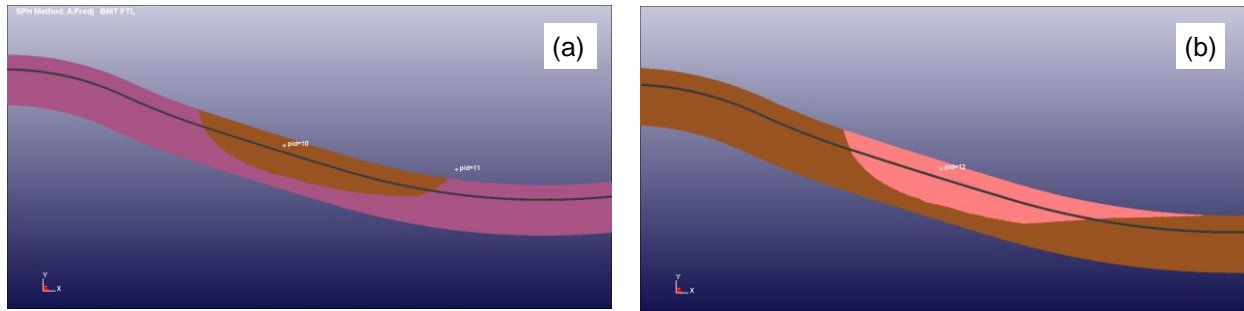 SPH Method, A.Fredj BMT FTL
(a)
pid=10
pid=11
Y
X
(b)
pid=12
Y
X